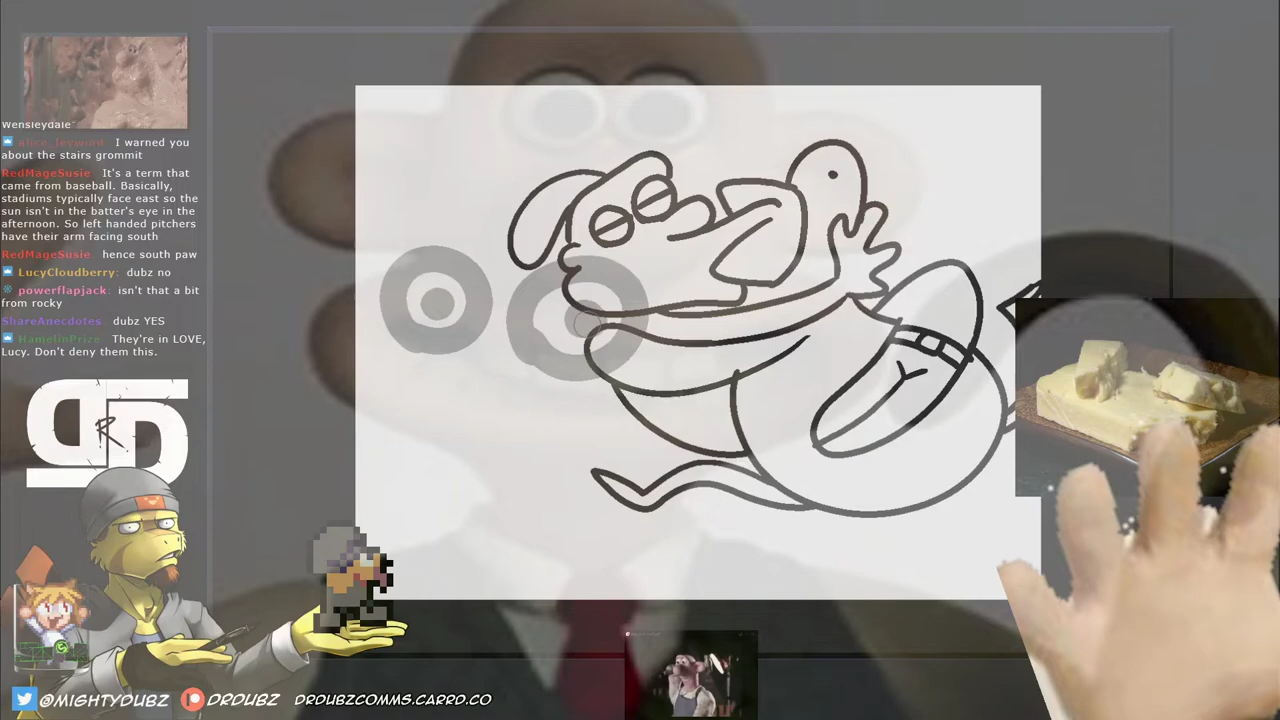 Wensleydale"
alice_leyword I warned you
about the stairs grommit
RedMageSusie It's a term that
came from baseball. Basically,
stadiums typically face east so the
sun isn't in the batter's eye in the
afternoon. So left handed pitchers
have their arm facing south
RedMageSusie hence south paw
LucyCloudberry: dubz no
powerflapjack: isn't that a bit
from rocky
ShareAnecdotes dubz YES
HamelinPrize They're in LOVE,
Lucy. Don't deny them this.
DR
@MIGHTYDUBZ DRDUBZ DRDUBZCOMMS.CARRD.CO